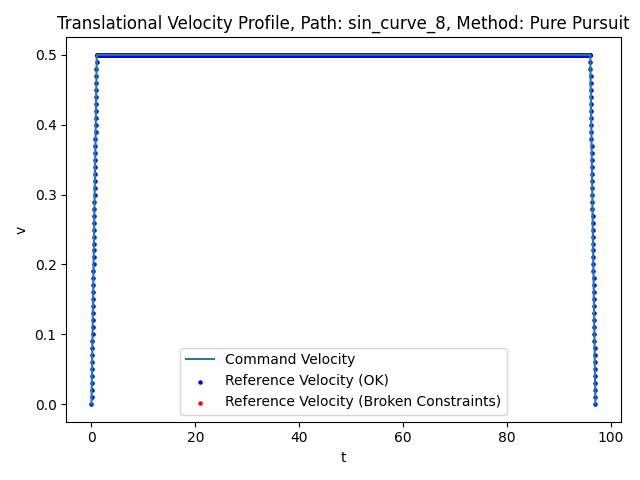 Translational Velocity Profile, Path: sin_curve_8, Method: Pure Pursuit
0.5
0.4
0.3
0.2
0.1
0.0
v
Command Velocity
Reference Velocity (OK)
Reference Velocity (Broken Constraints)
0 20 40 60 80 100
t